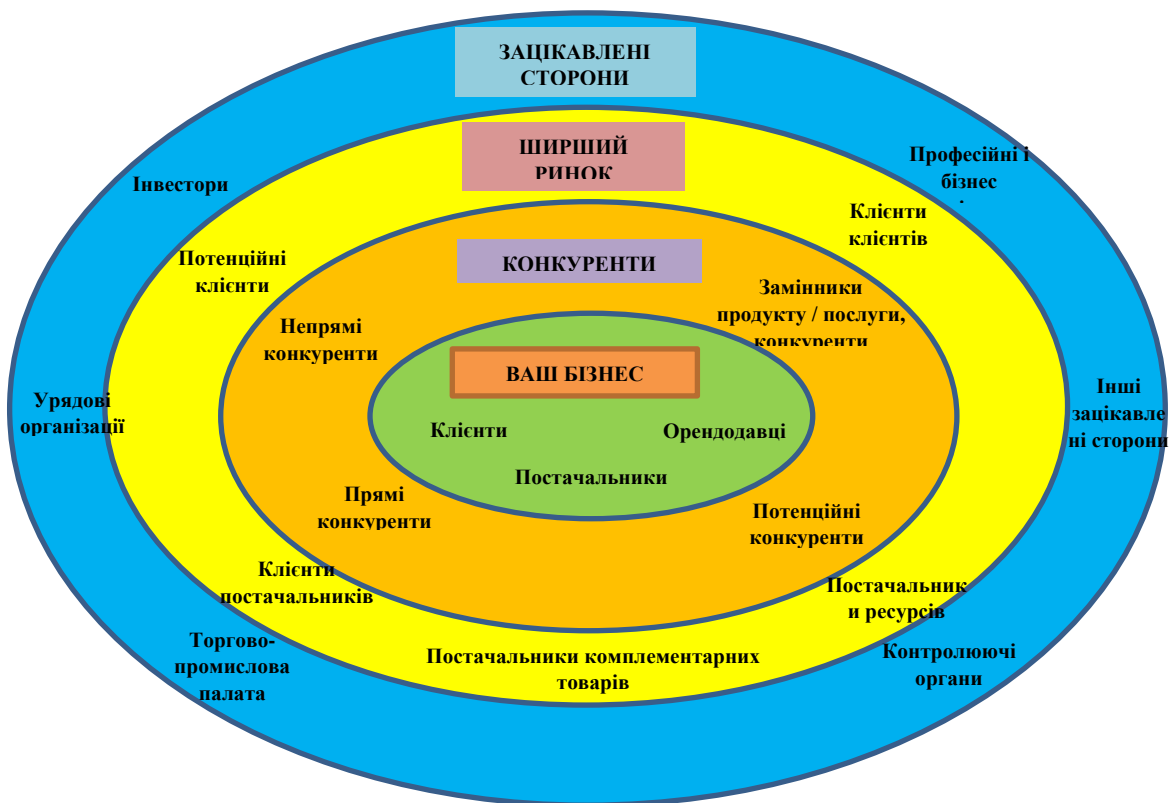 ЗАЦІКАВЛЕНІ
СТОРОНИ
ШИРШИЙ
РИНОК
Професійні і
бізнес
Інвестори
Клієнти
клієнтів
Потенційні
клієнти
КОНКУРЕНТИ
Замінники
продукту / послуги,
конкуренти
Непрямі
конкуренти
ВАШ БІЗНЕС
Урядові
організації
Інші
зацікавле
ні сторони
Клієнти
Орендодавці
Постачальники
Прямі
конкуренти
Потенційні
конкуренти
Клієнти
постачальників
Постачальник
и ресурсів
Торгово-
промислова
палата
Постачальники комплементарних
товарів
Контролюючі
органи